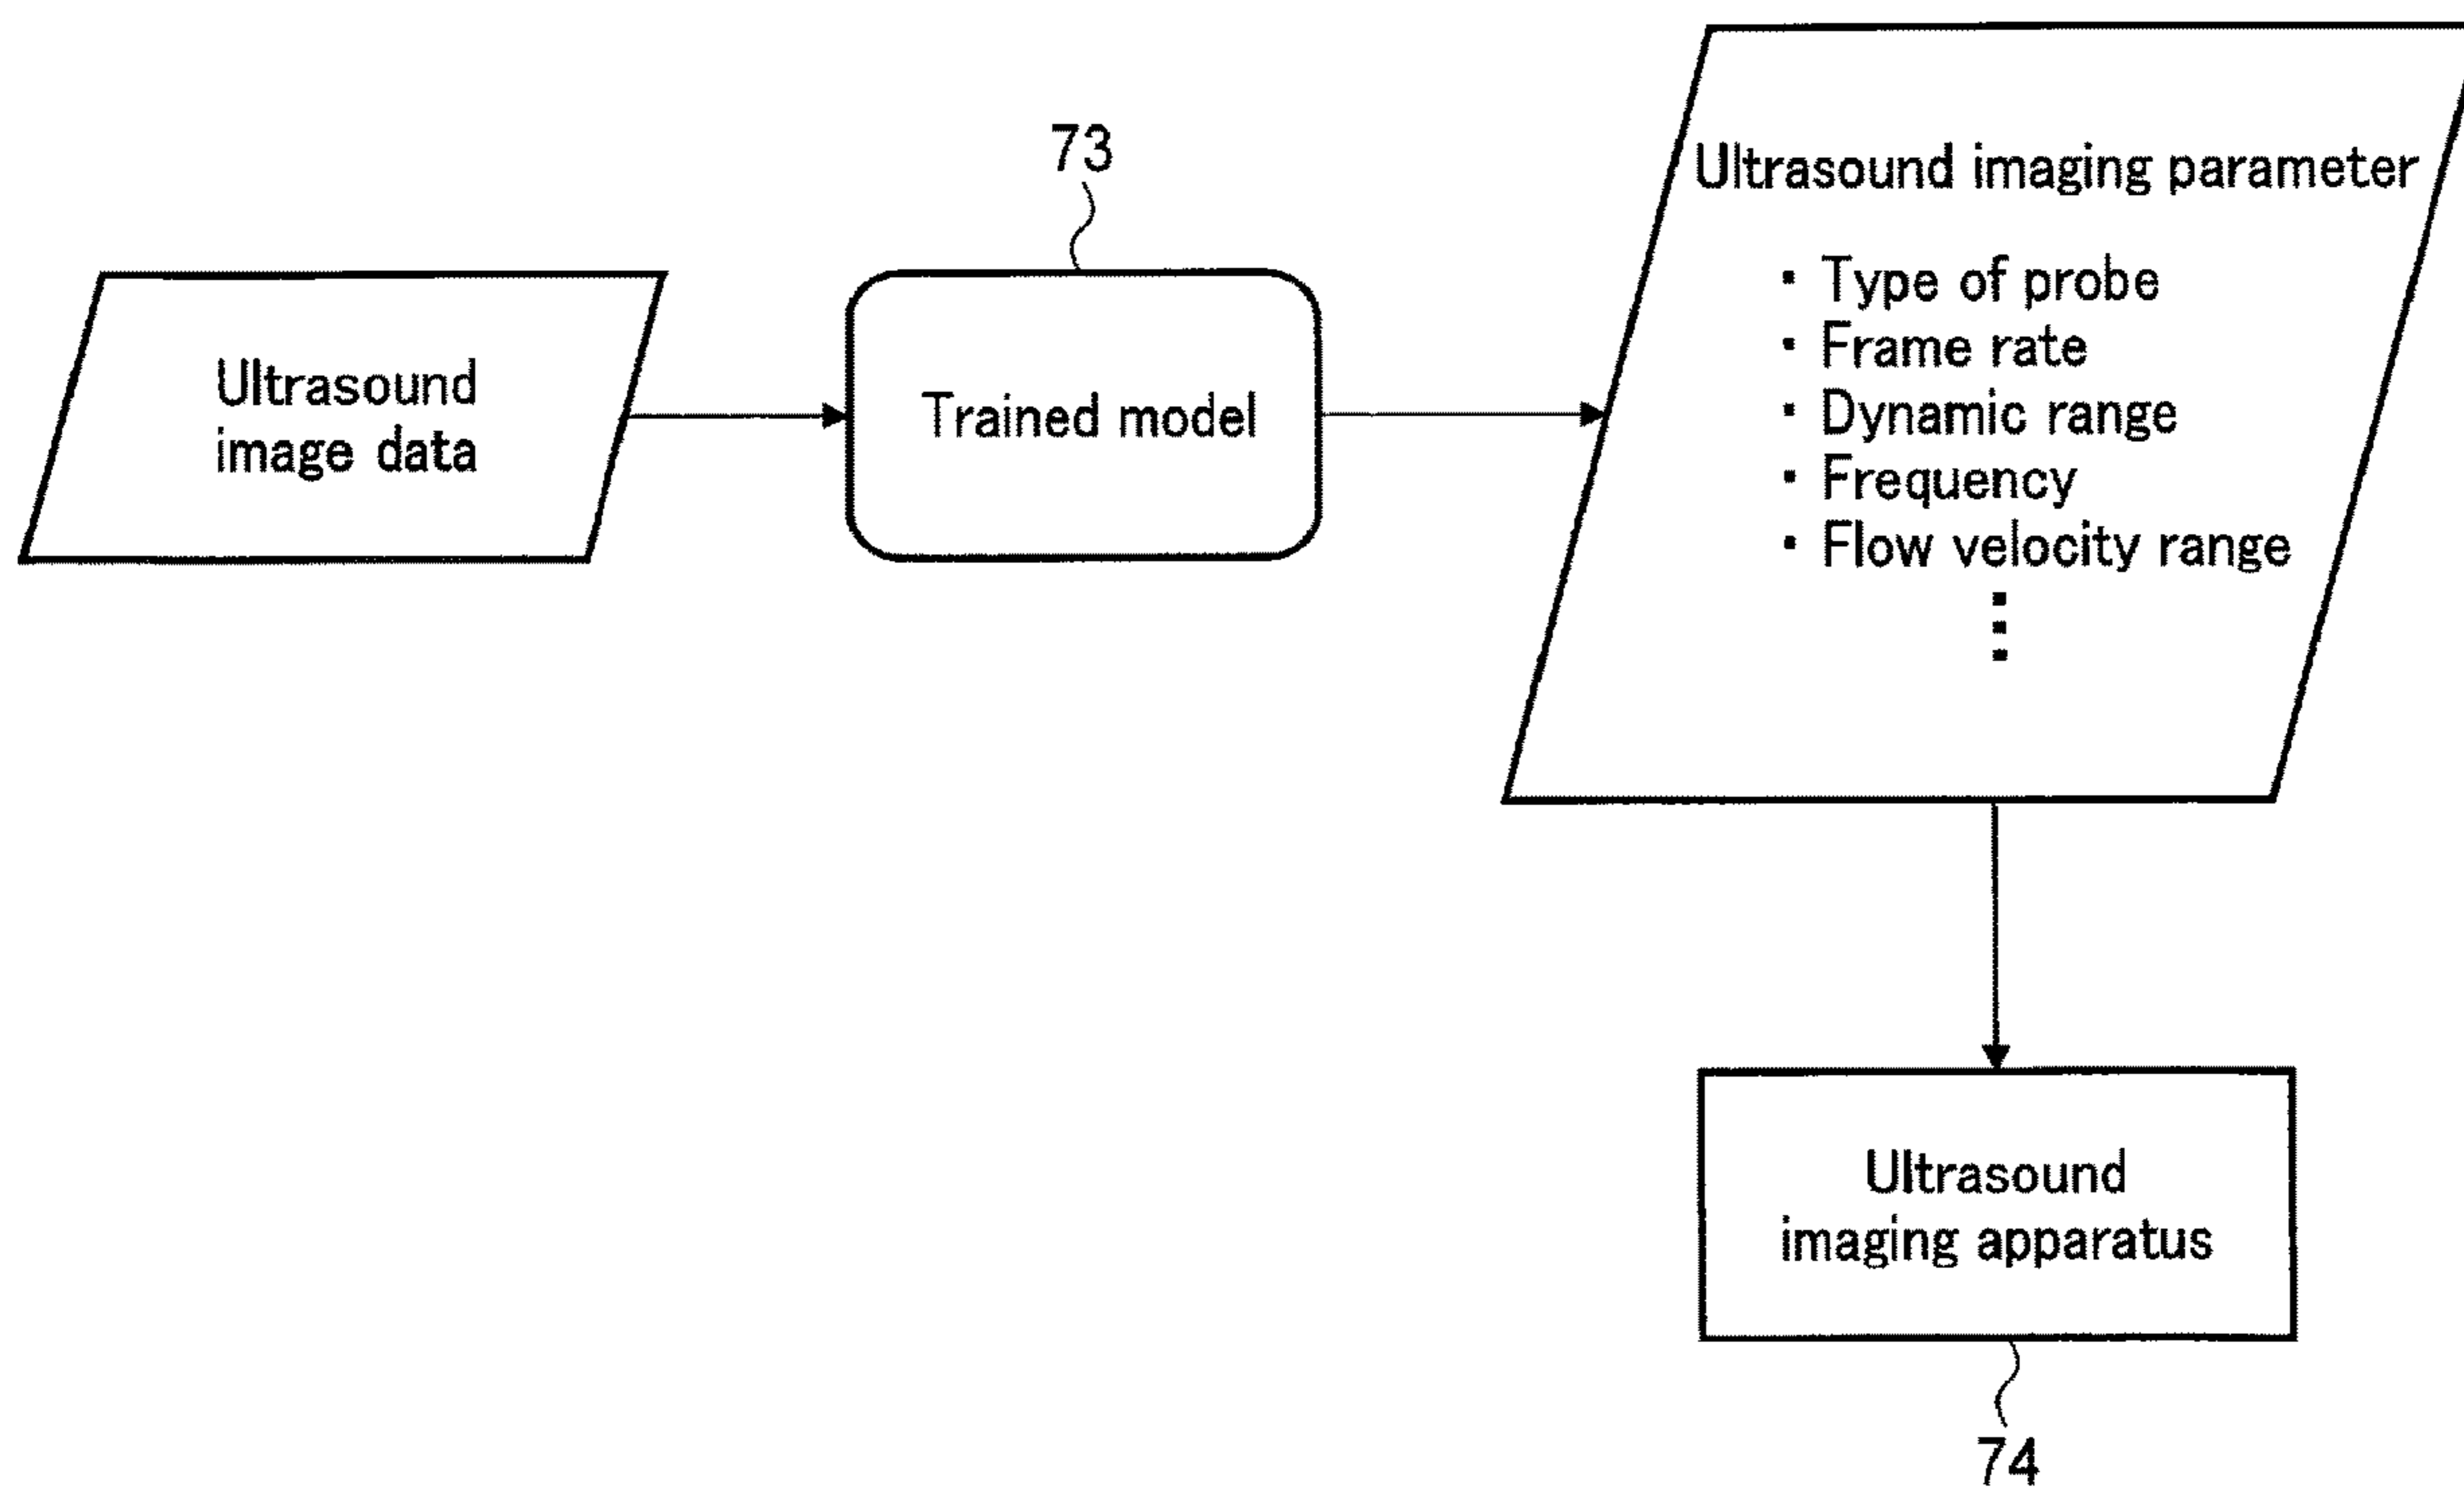 73
Ultrasound
image data
Trained model
Ultrasound imaging parameter
・Type of probe
・Frame rate
・Dynamic range
・Frequency
・Flow velocity range
⋮
Ultrasound
imaging apparatus
74